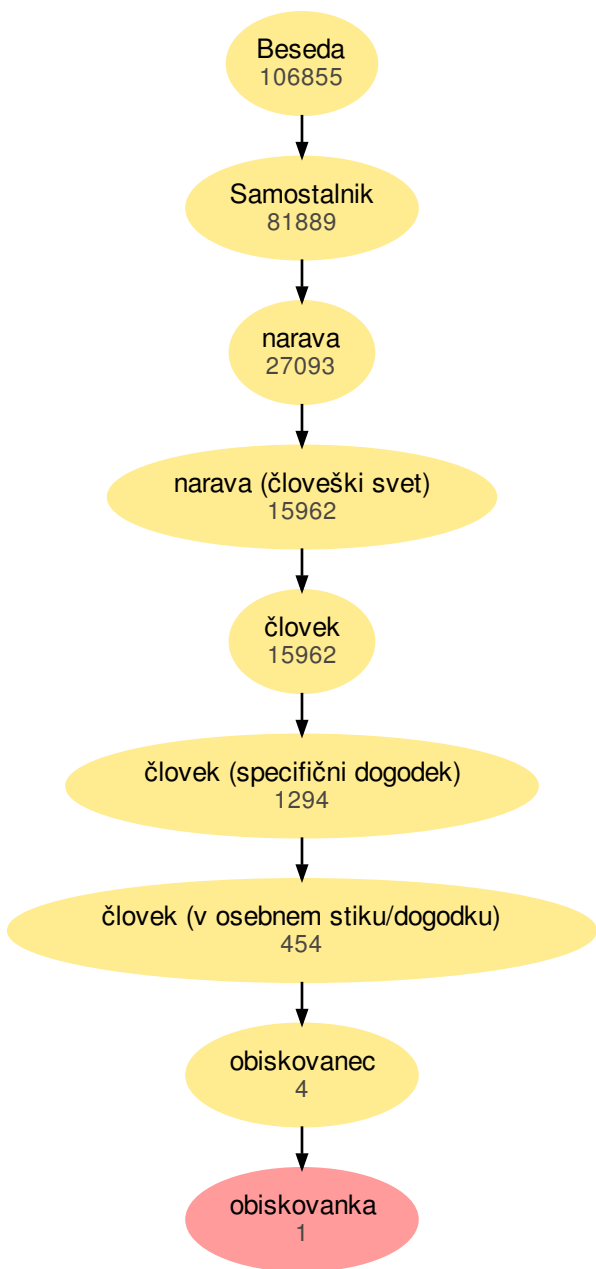 Beseda
106855
Samostalnik
81889
narava
27093
narava (človeški svet)
15962
človek
15962
človek (specifični dogodek)
1294
človek (v osebnem stiku/dogodku)
454
obiskovanec
4
obiskovanka
1